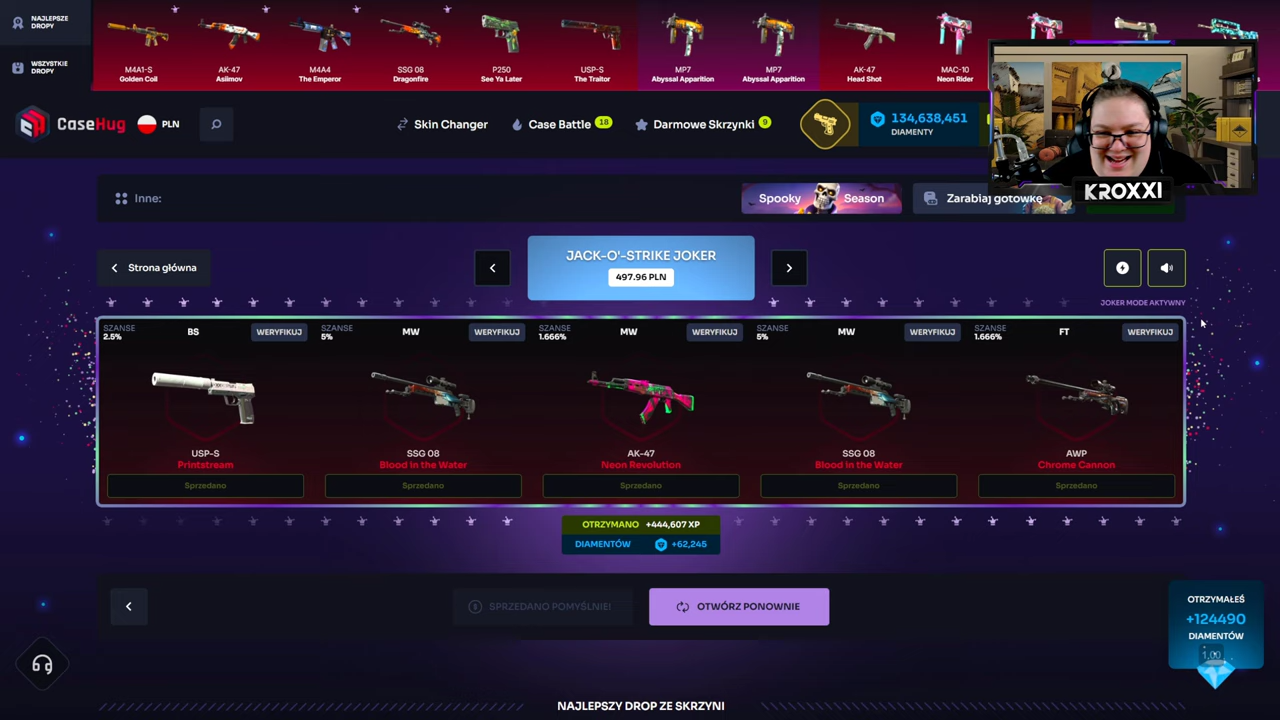 NAJLEPSZE
DROPY
WSZYSTKIE
DROPY
M4A1-S
Golden Coil
AK-47
Asiimov
M4A4
The Emperor
SSG 08
Dragonfire
P250
See Ya Later
USP-S
The Traitor
MP7
Abyssal Apparition
MP7
Abyssal Apparition
AK-47
Head Shot
MAC-10
Neon Rider
CaseHug
PLN
Skin Changer
Case Battle 18
Darmowe Skrzynki 9
134,638,451
DIAMENTY
KROXXI
Inne:
Spooky Season
Zarabiaj gotówkę
Strona główna
JACK-O'-STRIKE JOKER
497.96 PLN
JOKER MODE AKTYWNY
SZANSE
2.5%
BS
WERYFIKUJ
USP-S
Printstream
Sprzedano
SZANSE
5%
MW
WERYFIKUJ
SSG 08
Blood in the Water
Sprzedano
SZANSE
1.666%
MW
WERYFIKUJ
AK-47
Neon Revolution
Sprzedano
SZANSE
5%
MW
WERYFIKUJ
SSG 08
Blood in the Water
Sprzedano
SZANSE
1.666%
FT
WERYFIKUJ
AWP
Chrome Cannon
Sprzedano
OTRZYMANO +444,607 XP
DIAMENTÓW +62,245
SPRZEDANO POMYŚLNIE!
OTWÓRZ PONOWNIE
OTRZYMAŁEŚ
+124490
DIAMENTÓW
1,00
NAJLEPSZY DROP ZE SKRZYNI